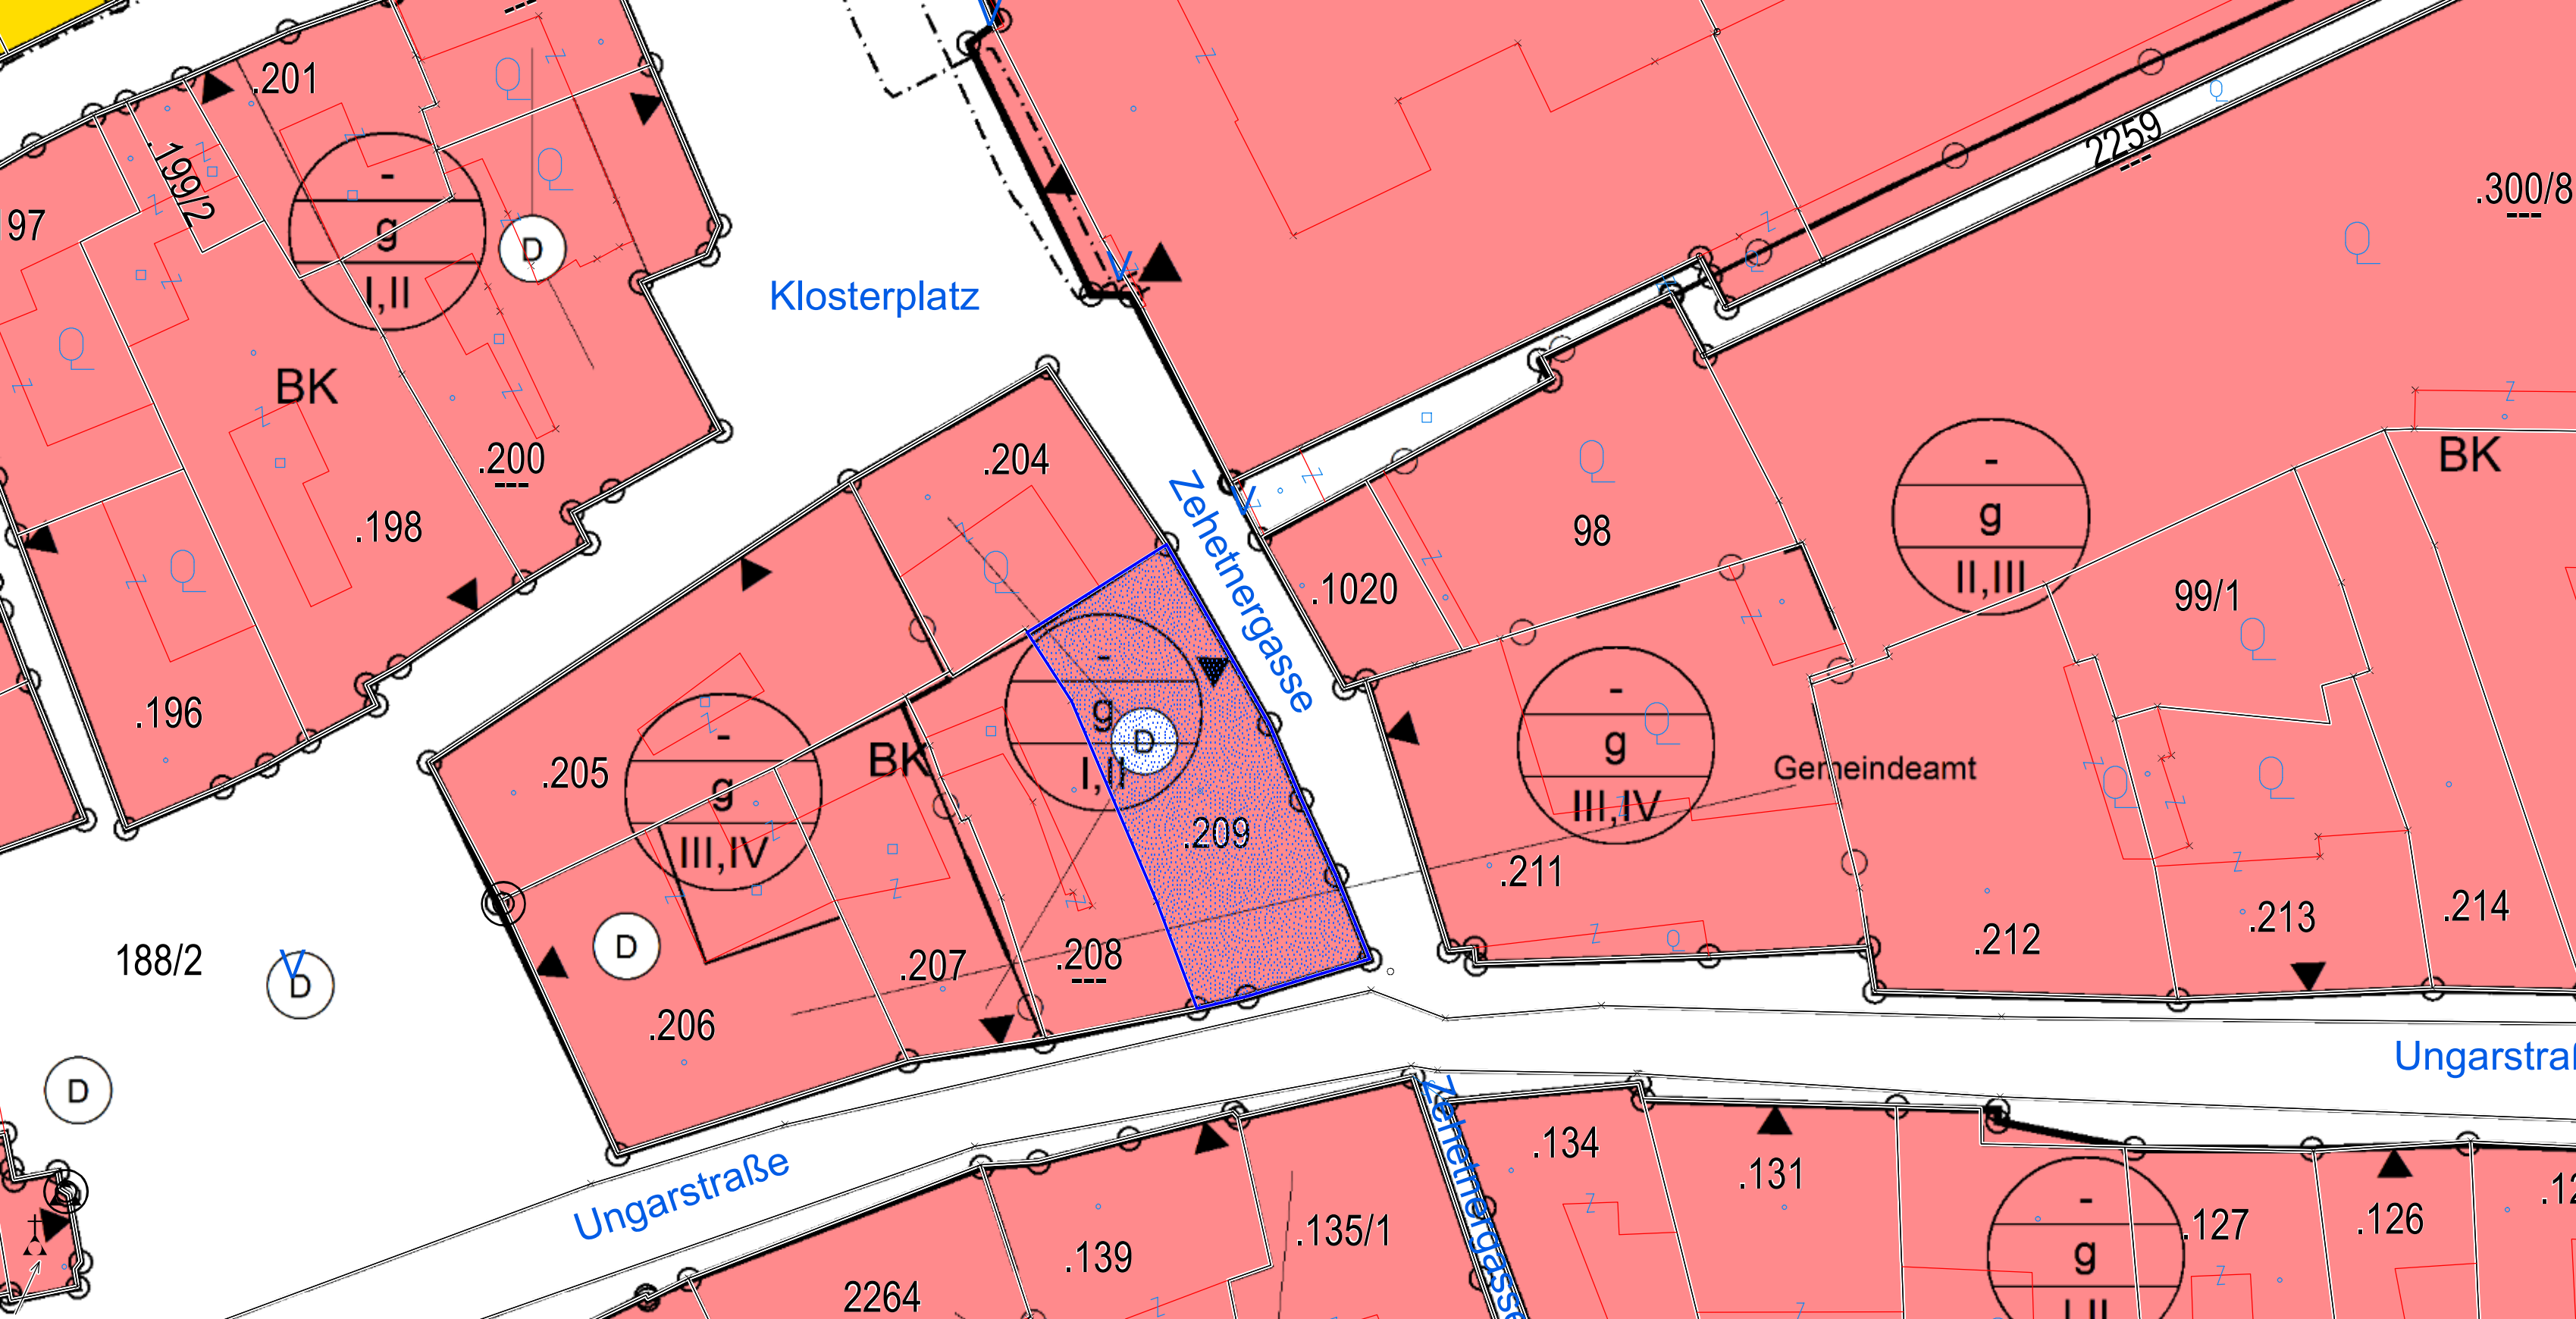 .201
.199/2
97
-
g
I,II
D
BK
.200
.198
.196
Klosterplatz
2259
.300/8
.204
Zehetnergasse
98
.1020
-
g
II,III
BK
99/1
.205
-
g
III,IV
BK
-
g
I,II
D
.209
-
g
III,IV
Gemeindeamt
.211
.212
.213
.214
188/2
D
D
D
.206
.207
.208
Ungarstraße
Ungarstra
Zehetnergasse
.134
.131
-
g
I,II
.127
.126
.12
.139
.135/1
2264